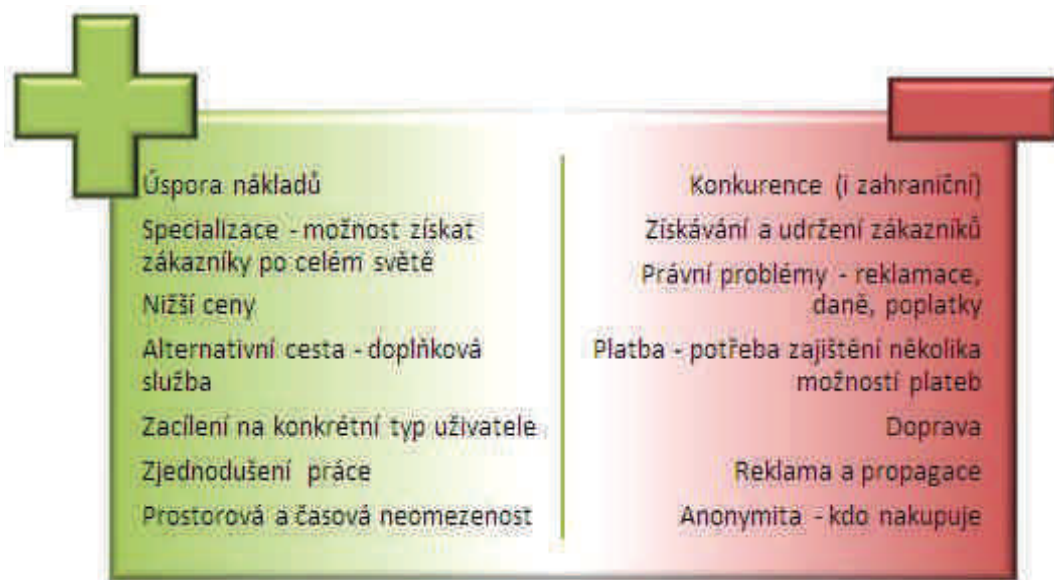 Úspora nákladů
Specializace - možnost získat
zákazníky po celém světě
Nižší ceny
Alternativní cesta - doplňková
služba
Zacílení na konkrétní typ uživatele
Zjednodušení práce
Prostorová a časová neomezenost
Konkurence (i zahraniční)
Získávání a udržení zákazníků
Právní problémy - reklamace,
daně, poplatky
Platba - potřeba zajištění několika
možností plateb
Doprava
Reklama a propagace
Anonymita - kdo nakupuje